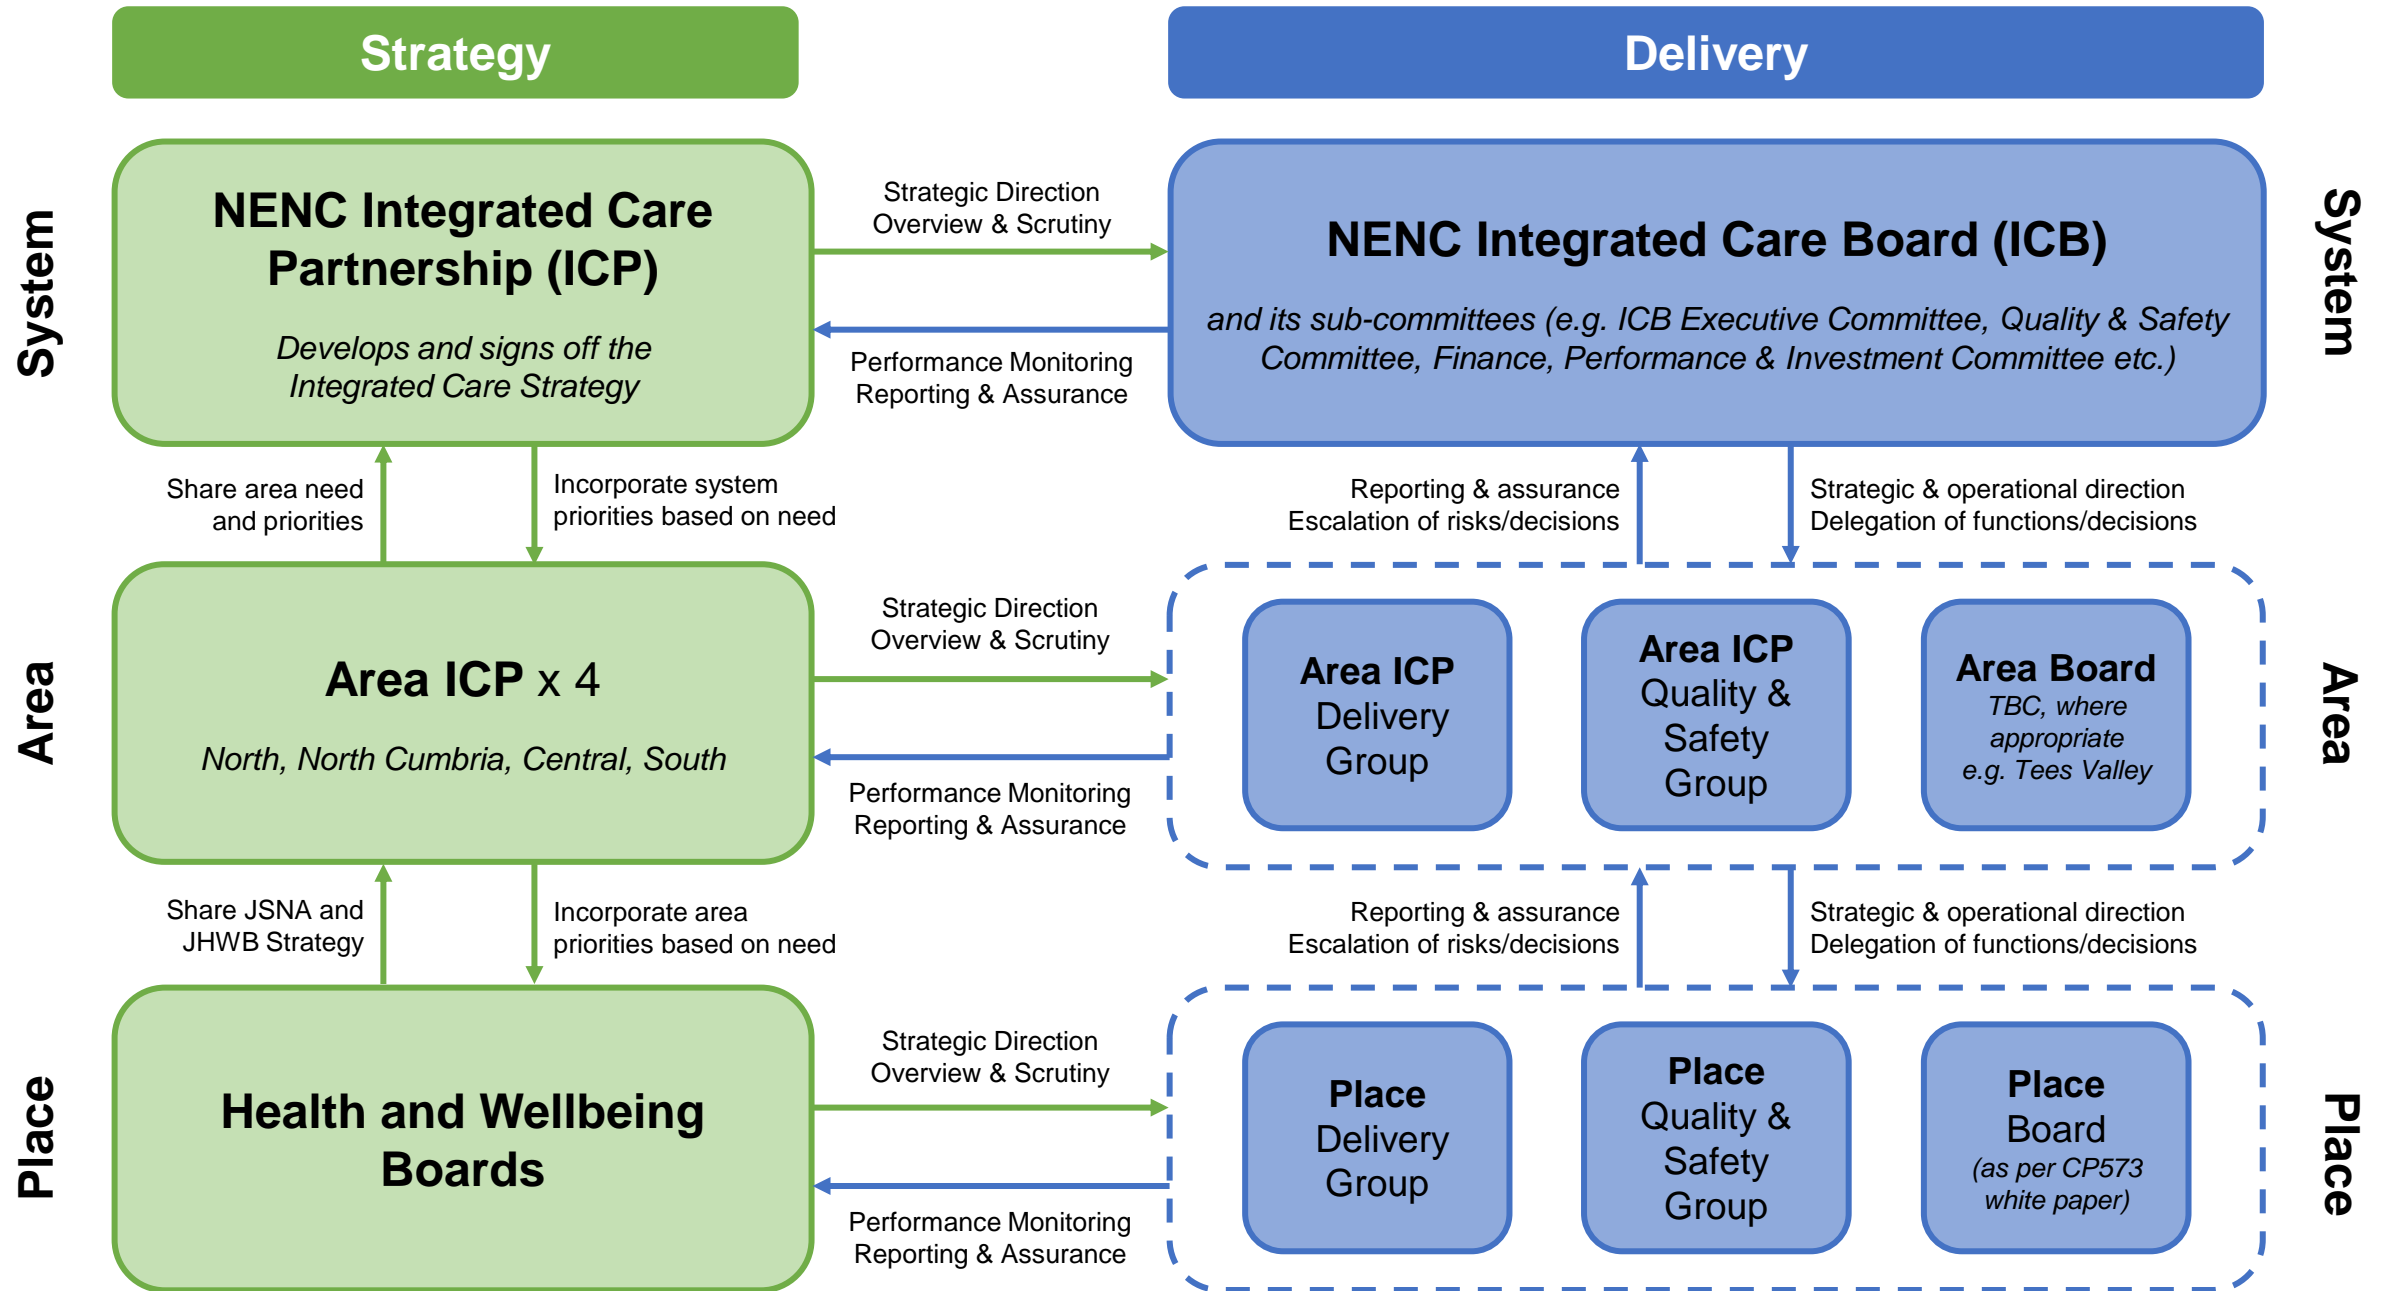 Strategy
Delivery
System
NENC Integrated Care
Partnership (ICP)
Develops and signs off the
Integrated Care Strategy
Strategic Direction
Overview & Scrutiny
Performance Monitoring
Reporting & Assurance
NENC Integrated Care Board (ICB)
and its sub-committees (e.g. ICB Executive Committee, Quality & Safety
Committee, Finance, Performance & Investment Committee etc.)
System
Share area need
and priorities
Incorporate system
priorities based on need
Reporting & assurance
Escalation of risks/decisions
Strategic & operational direction
Delegation of functions/decisions
Area
Area ICP x 4
North, North Cumbria, Central, South
Strategic Direction
Overview & Scrutiny
Performance Monitoring
Reporting & Assurance
Area ICP
Delivery
Group
Area ICP
Quality &
Safety
Group
Area Board
TBC, where
appropriate
e.g. Tees Valley
Area
Share JSNA and
JHWB Strategy
Incorporate area
priorities based on need
Reporting & assurance
Escalation of risks/decisions
Strategic & operational direction
Delegation of functions/decisions
Place
Health and Wellbeing
Boards
Strategic Direction
Overview & Scrutiny
Performance Monitoring
Reporting & Assurance
Place
Delivery
Group
Place
Quality &
Safety
Group
Place
Board
(as per CP573
white paper)
Place